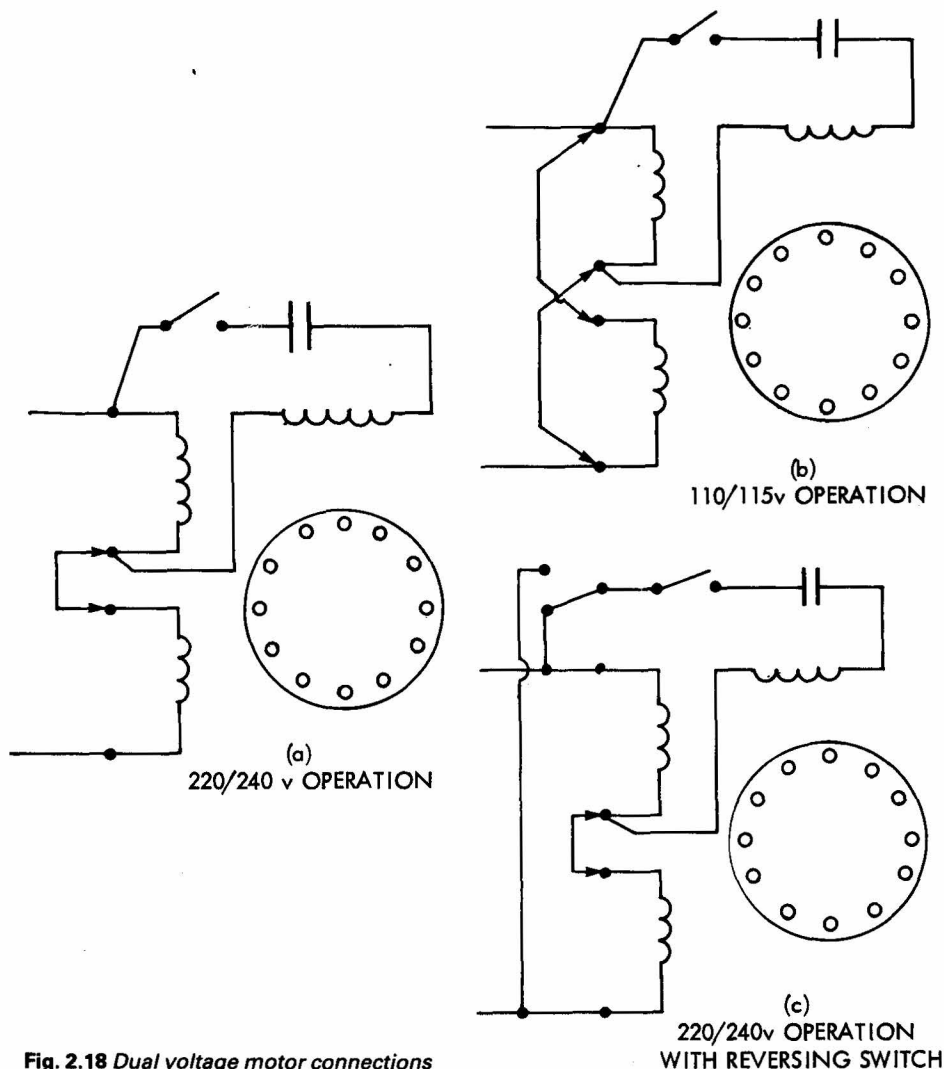 (b)
110/115v OPERATION
(a)
220/240 v OPERATION
(c)
220/240v OPERATION
WITH REVERSING SWITCH
Fig. 2.18 Dual voltage motor connections